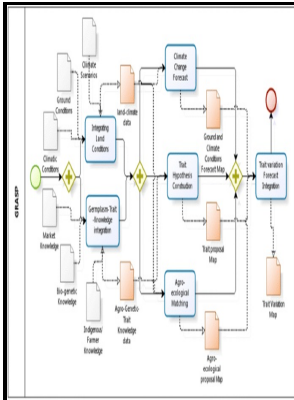 GRASP
Climate
Scenarios
Ground
Conditions
Climatic
Conditions
Market
Knowledge
Bio-genetic
Knowledge
Indigenous/
Farmer
Knowledge
Integrating
Land
Conditions
Germplasm-Trait
-Knowledge
integration
land-climate
data
Agro-Genetic
Trait
Knowledge
data
Climate
Change
Forecast
Ground and
Climate
Conditions
Forecast Map
Trait
Hypothesis
Constitution
Trait proposal
Map
Agro-
ecological
Matching
Agro-
ecological
proposal Map
Trait variation
Forecast
Integration
Trait Variation
Map